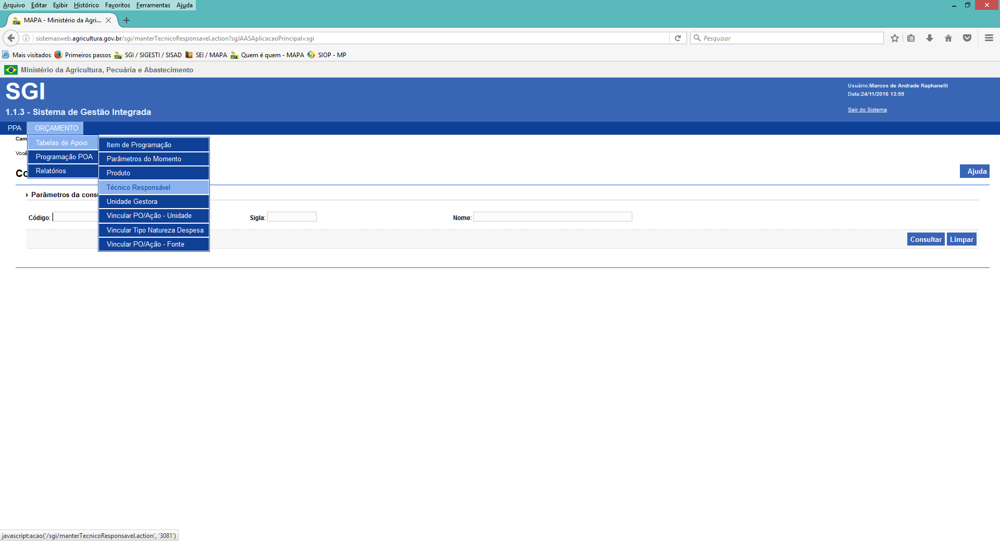 Arquivo Editar Exibir Histórico Favoritos Ferramentas Ajuda
MAPA - Ministério da Agri...
sistemasweb.agricultura.gov.br/sgi/manterTecnicoResponsavel.action?sgJAASAplicacaoPrincipal=sgi
Pesquisar
Mais visitados Primeiros passos SGI / SIGESTI / SISAD SEI / MAPA Quem é quem - MAPA SIOP - MP
Ministério da Agricultura, Pecuária e Abastecimento
SGI
Usuário:Marcos de Andrade Raphanelli
Data:24/11/2016 13:59
Sair do Sistema
1.1.3 - Sistema de Gestão Integrada
PPA ORÇAMENTO
Cam
Tabelas de Apoio
Item de Programação
Você
Programação POA
Parâmetros do Momento
Relatórios
Produto
Co
Ajuda
Técnico Responsável
Parâmetros da cons
Unidade Gestora
Vincular PO/Ação - Unidade
Código: Sigla: Nome:
Vincular Tipo Natureza Despesa
Vincular PO/Ação - Fonte
Consultar Limpar
javascript:acao('/sgi/manterTecnicoResponsavel.action', '3081')